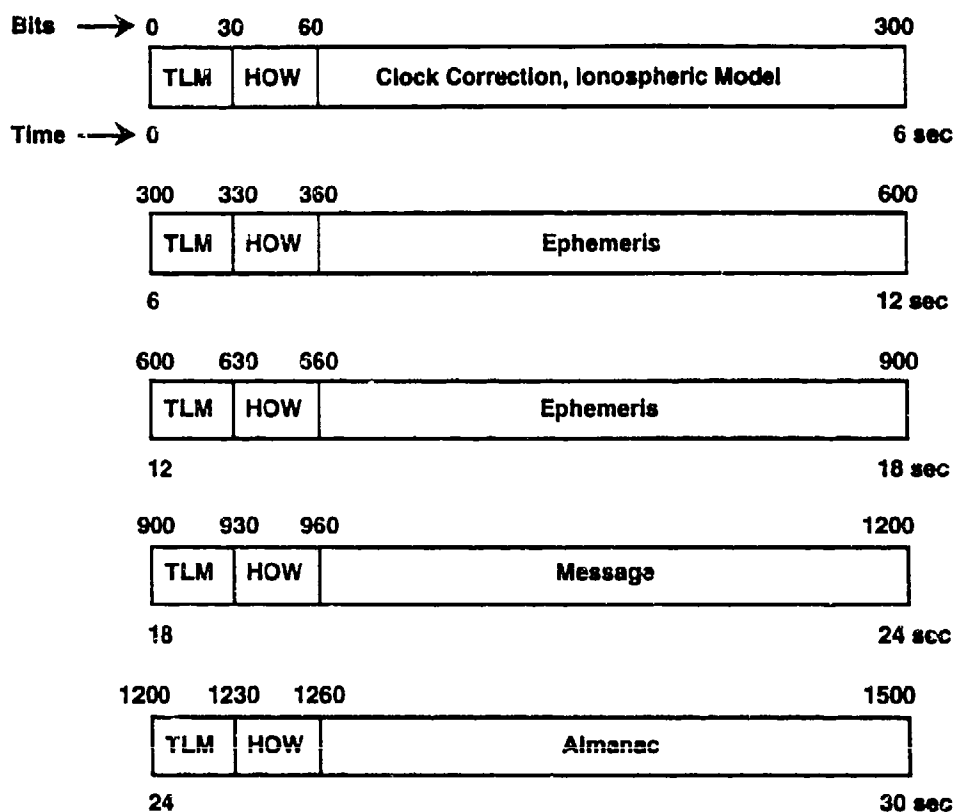 Bits 0 30 60 300
TLM HOW Clock Correction, Ionospheric Model
Time 0 6 sec
300 330 360 600
TLM HOW Ephemeris
6 12 sec
600 630 660 900
TLM HOW Ephemeris
12 18 sec
900 930 960 1200
TLM HOW Message
18 24 sec
1200 1230 1260 1500
TLM HOW Almanac
24 30 sec